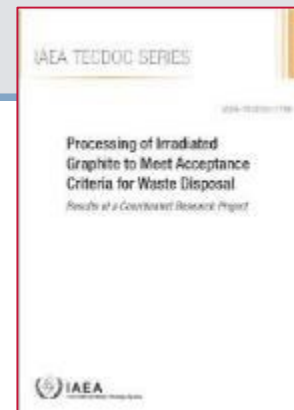 IAEA TECDOC SERIES
Processing of Irradiated
Graphite to Meet Acceptance
Criteria for Waste Disposal
Results of a Coordinated Research Project
IAEA